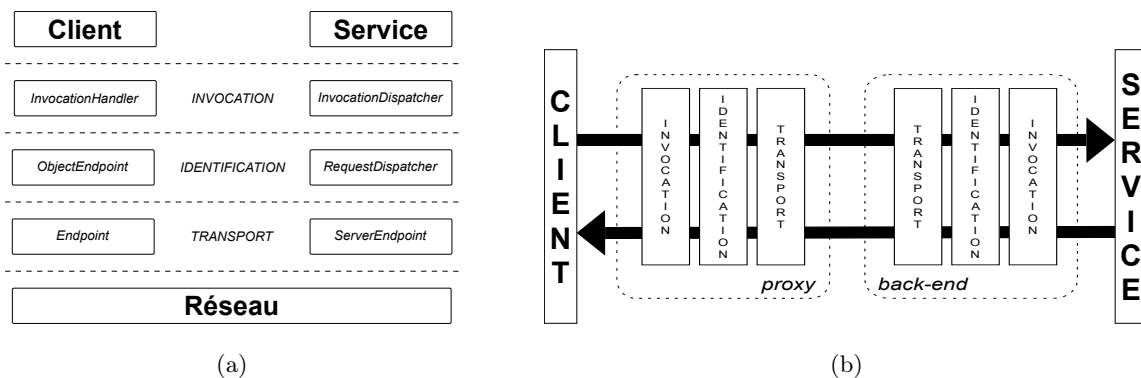 Client
Service
InvocationHandler
INVOCATION
InvocationDispatcher
ObjectEndpoint
IDENTIFICATION
RequestDispatcher
Endpoint
TRANSPORT
ServerEndpoint
Réseau
(a)
CLIENT
INVOCATION
IDENTIFICATION
TRANSPORT
proxy
TRANSPORT
IDENTIFICATION
INVOCATION
back-end
SERVICE
(b)